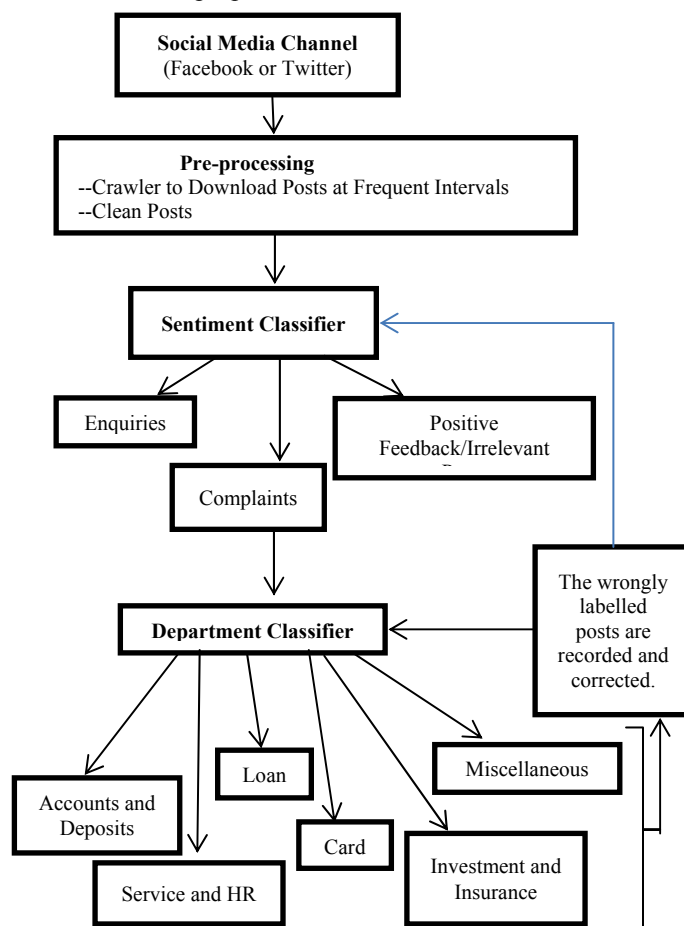 Social Media Channel
(Facebook or Twitter)
Pre-processing
--Crawler to Download Posts at Frequent Intervals
--Clean Posts
Sentiment Classifier
Enquiries
Positive
Feedback/Irrelevant
Complaints
The wrongly
labelled
posts are
recorded and
corrected.
Department Classifier
Loan
Miscellaneous
Accounts and
Deposits
Card
Investment and
Insurance
Service and HR